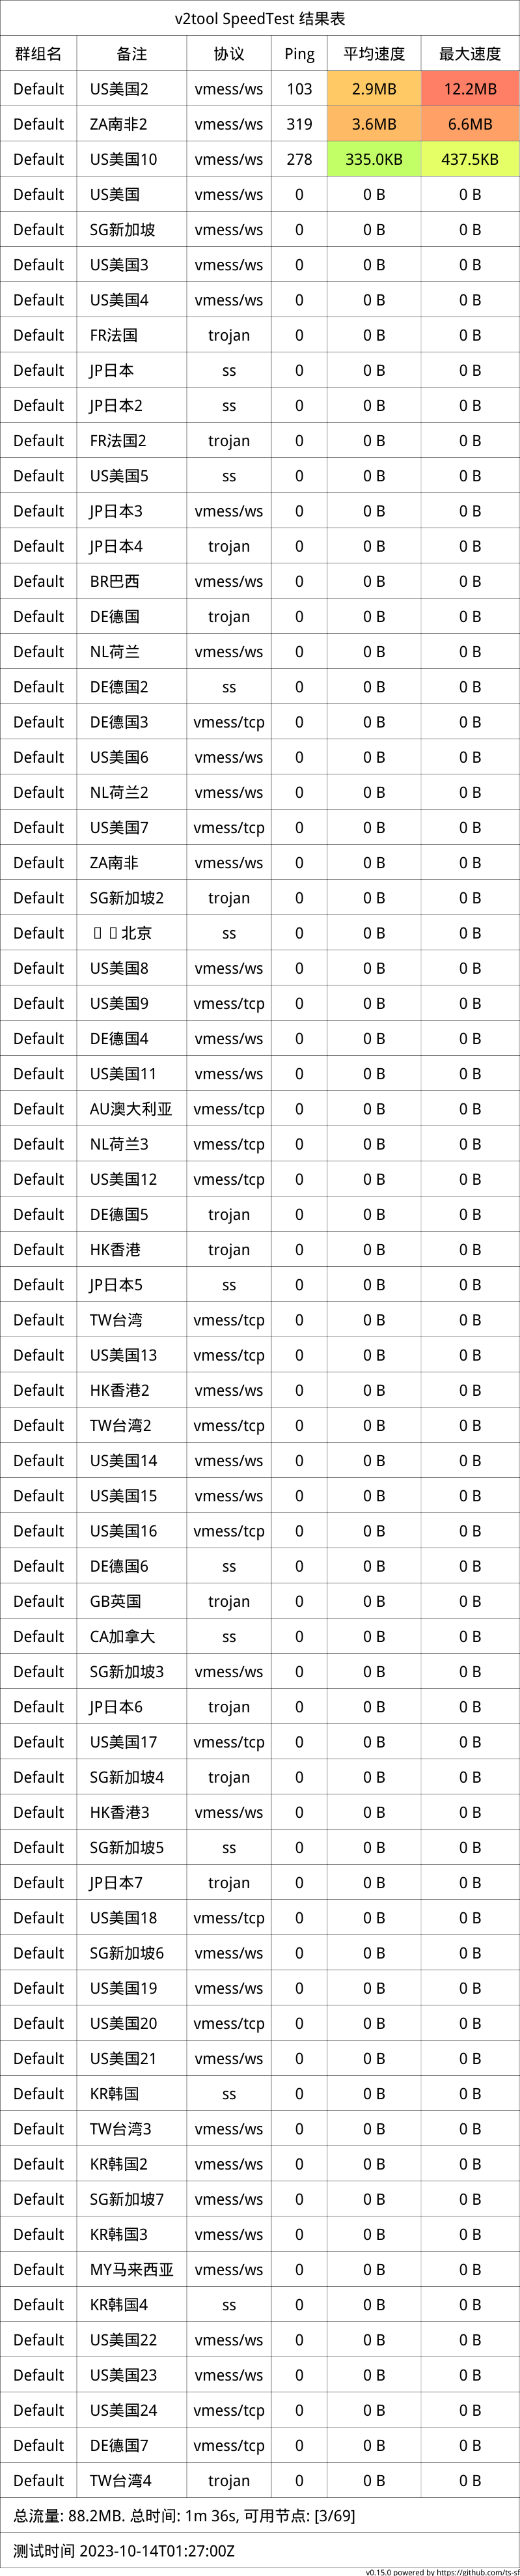 v2tool SpeedTest 结果表
群组名 备注 协议 Ping 平均速度 最大速度
Default US美国2 vmess/ws 103 2.9MB 12.2MB
Default ZA南非2 vmess/ws 319 3.6MB 6.6MB
Default US美国10 vmess/ws 278 335.0KB 437.5KB
Default US美国 vmess/ws 0 0 B 0 B
Default SG新加坡 vmess/ws 0 0 B 0 B
Default US美国3 vmess/ws 0 0 B 0 B
Default US美国4 vmess/ws 0 0 B 0 B
Default FR法国 trojan 0 0 B 0 B
Default JP日本 ss 0 0 B 0 B
Default JP日本2 ss 0 0 B 0 B
Default FR法国2 trojan 0 0 B 0 B
Default US美国5 ss 0 0 B 0 B
Default JP日本3 vmess/ws 0 0 B 0 B
Default JP日本4 trojan 0 0 B 0 B
Default BR巴西 vmess/ws 0 0 B 0 B
Default DE德国 trojan 0 0 B 0 B
Default NL荷兰 vmess/ws 0 0 B 0 B
Default DE德国2 ss 0 0 B 0 B
Default DE德国3 vmess/tcp 0 0 B 0 B
Default US美国6 vmess/ws 0 0 B 0 B
Default NL荷兰2 vmess/ws 0 0 B 0 B
Default US美国7 vmess/tcp 0 0 B 0 B
Default ZA南非 vmess/ws 0 0 B 0 B
Default SG新加坡2 trojan 0 0 B 0 B
Default 北京 ss 0 0 B 0 B
Default US美国8 vmess/ws 0 0 B 0 B
Default US美国9 vmess/tcp 0 0 B 0 B
Default DE德国4 vmess/ws 0 0 B 0 B
Default US美国11 vmess/ws 0 0 B 0 B
Default AU澳大利亚 vmess/tcp 0 0 B 0 B
Default NL荷兰3 vmess/tcp 0 0 B 0 B
Default US美国12 vmess/tcp 0 0 B 0 B
Default DE德国5 trojan 0 0 B 0 B
Default HK香港 trojan 0 0 B 0 B
Default JP日本5 ss 0 0 B 0 B
Default TW台湾 vmess/tcp 0 0 B 0 B
Default US美国13 vmess/tcp 0 0 B 0 B
Default HK香港2 vmess/ws 0 0 B 0 B
Default TW台湾2 vmess/tcp 0 0 B 0 B
Default US美国14 vmess/ws 0 0 B 0 B
Default US美国15 vmess/ws 0 0 B 0 B
Default US美国16 vmess/tcp 0 0 B 0 B
Default DE德国6 ss 0 0 B 0 B
Default GB英国 trojan 0 0 B 0 B
Default CA加拿大 ss 0 0 B 0 B
Default SG新加坡3 vmess/ws 0 0 B 0 B
Default JP日本6 trojan 0 0 B 0 B
Default US美国17 vmess/tcp 0 0 B 0 B
Default SG新加坡4 trojan 0 0 B 0 B
Default HK香港3 vmess/ws 0 0 B 0 B
Default SG新加坡5 ss 0 0 B 0 B
Default JP日本7 trojan 0 0 B 0 B
Default US美国18 vmess/tcp 0 0 B 0 B
Default SG新加坡6 vmess/ws 0 0 B 0 B
Default US美国19 vmess/ws 0 0 B 0 B
Default US美国20 vmess/tcp 0 0 B 0 B
Default US美国21 vmess/ws 0 0 B 0 B
Default KR韩国 ss 0 0 B 0 B
Default TW台湾3 vmess/ws 0 0 B 0 B
Default KR韩国2 vmess/ws 0 0 B 0 B
Default SG新加坡7 vmess/ws 0 0 B 0 B
Default KR韩国3 vmess/ws 0 0 B 0 B
Default MY马来西亚 vmess/ws 0 0 B 0 B
Default KR韩国4 ss 0 0 B 0 B
Default US美国22 vmess/ws 0 0 B 0 B
Default US美国23 vmess/ws 0 0 B 0 B
Default US美国24 vmess/tcp 0 0 B 0 B
Default DE德国7 vmess/tcp 0 0 B 0 B
Default TW台湾4 trojan 0 0 B 0 B
总流量: 88.2MB. 总时间: 1m 36s, 可用节点: [3/69]
测试时间 2023-10-14T01:27:00Z
v0.15.0 powered by https://github.com/ts-sf